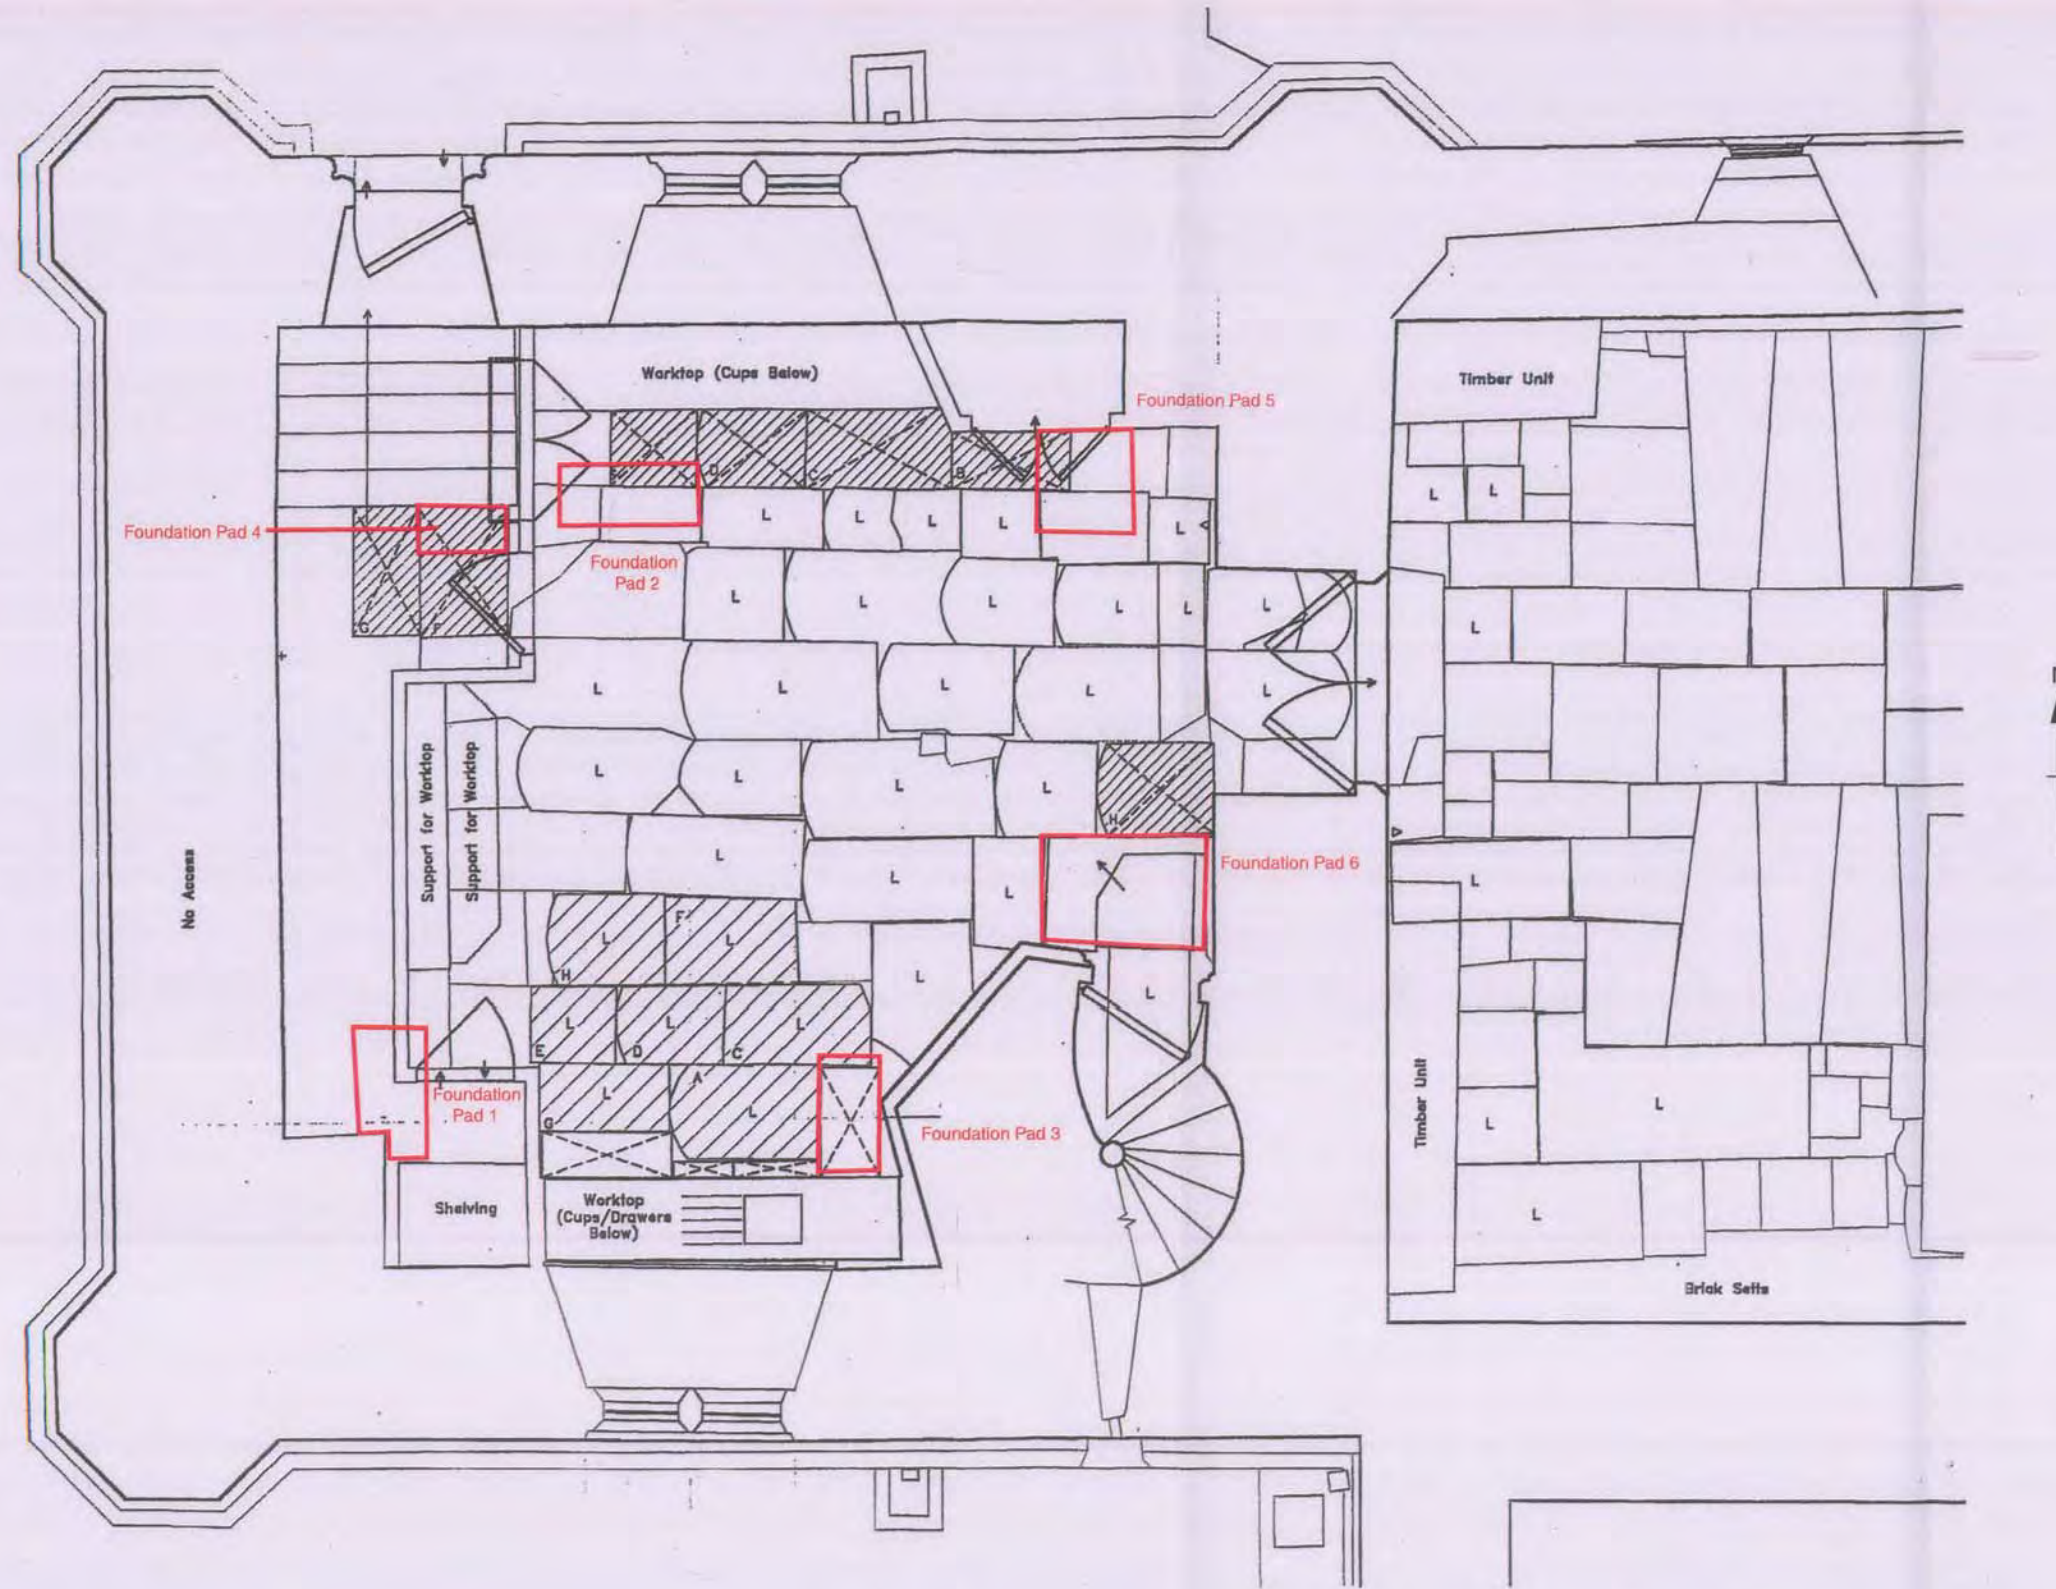 Worktop (Cups Below)
Timber Unit
Foundation Pad 5
E
D
C
B
L
L
L
L
L
L
L
Foundation Pad 4
Foundation
Pad 2
G
F
L
L
L
L
L
L
L
L
L
L
L
L
Support for Worktop
Support for Worktop
L
L
L
L
H
No Access
L
L
L
Foundation Pad 6
L
F
L
L
H
L
L
L
L
L
E
D
C
Foundation
Pad 1
A
L
L
G
Foundation Pad 3
Timber Unit
L
L
Shelving
Worktop
(Cups/Drawers
Below)
L
Brick Setts